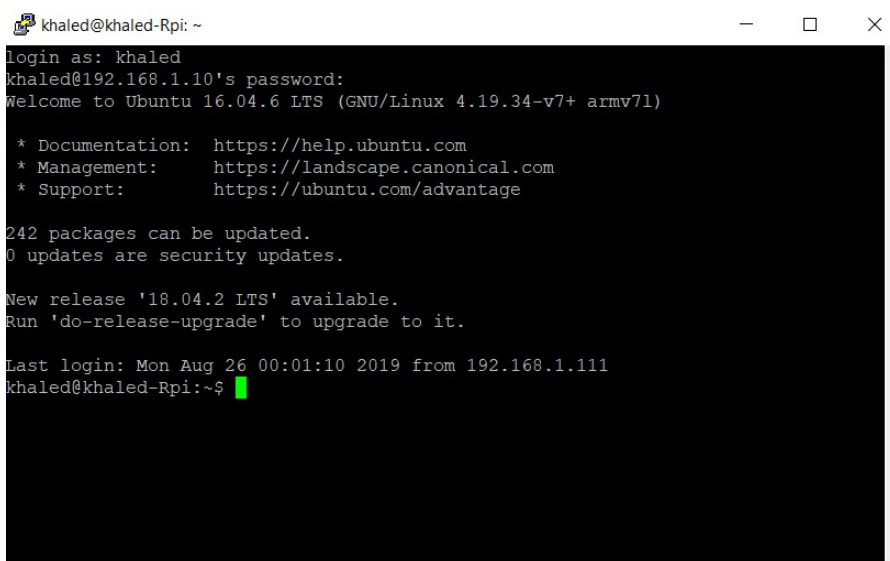 khaled@khaled-Rpi: ~
login as: khaled
khaled@192.168.1.10's password:
Welcome to Ubuntu 16.04.6 LTS (GNU/Linux 4.19.34-v7+ armv7l)
* Documentation: https://help.ubuntu.com
* Management: https://landscape.canonical.com
* Support: https://ubuntu.com/advantage
242 packages can be updated.
0 updates are security updates.
New release '18.04.2 LTS' available.
Run 'do-release-upgrade' to upgrade to it.
Last login: Mon Aug 26 00:01:10 2019 from 192.168.1.111
khaled@khaled-Rpi:~$